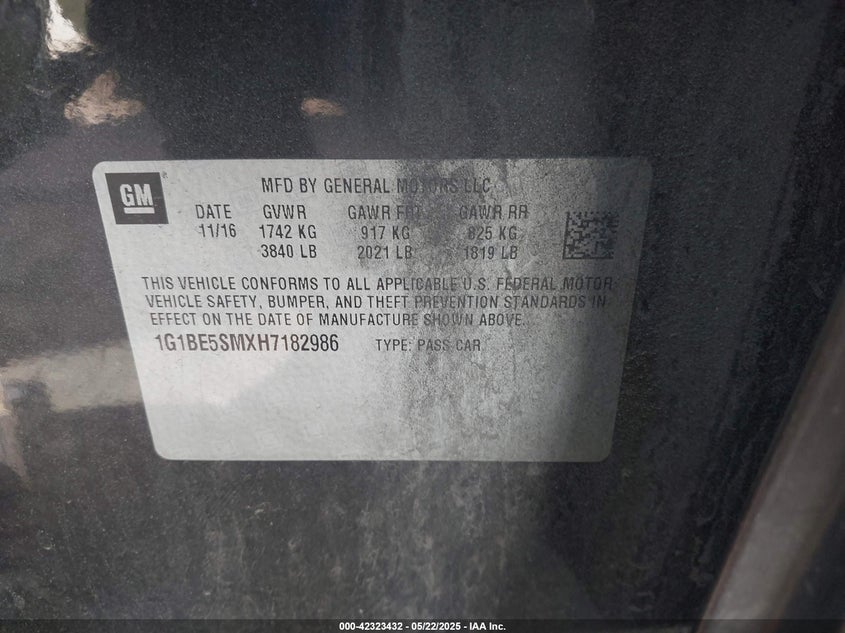 GM
MFD BY GENERAL MOTORS LLC
DATE GVWR GAWR FRT GAWR RR
11/16 1742 KG 917 KG 825 KG
3840 LB 2021 LB 1819 LB
THIS VEHICLE CONFORMS TO ALL APPLICABLE U.S. FEDERAL MOTOR
VEHICLE SAFETY, BUMPER, AND THEFT PREVENTION STANDARDS IN
EFFECT ON THE DATE OF MANUFACTURE SHOWN ABOVE.
1G1BE5SMXH7182986 TYPE: PASS CAR
000-42323432 - 05/22/2025 - IAA Inc.